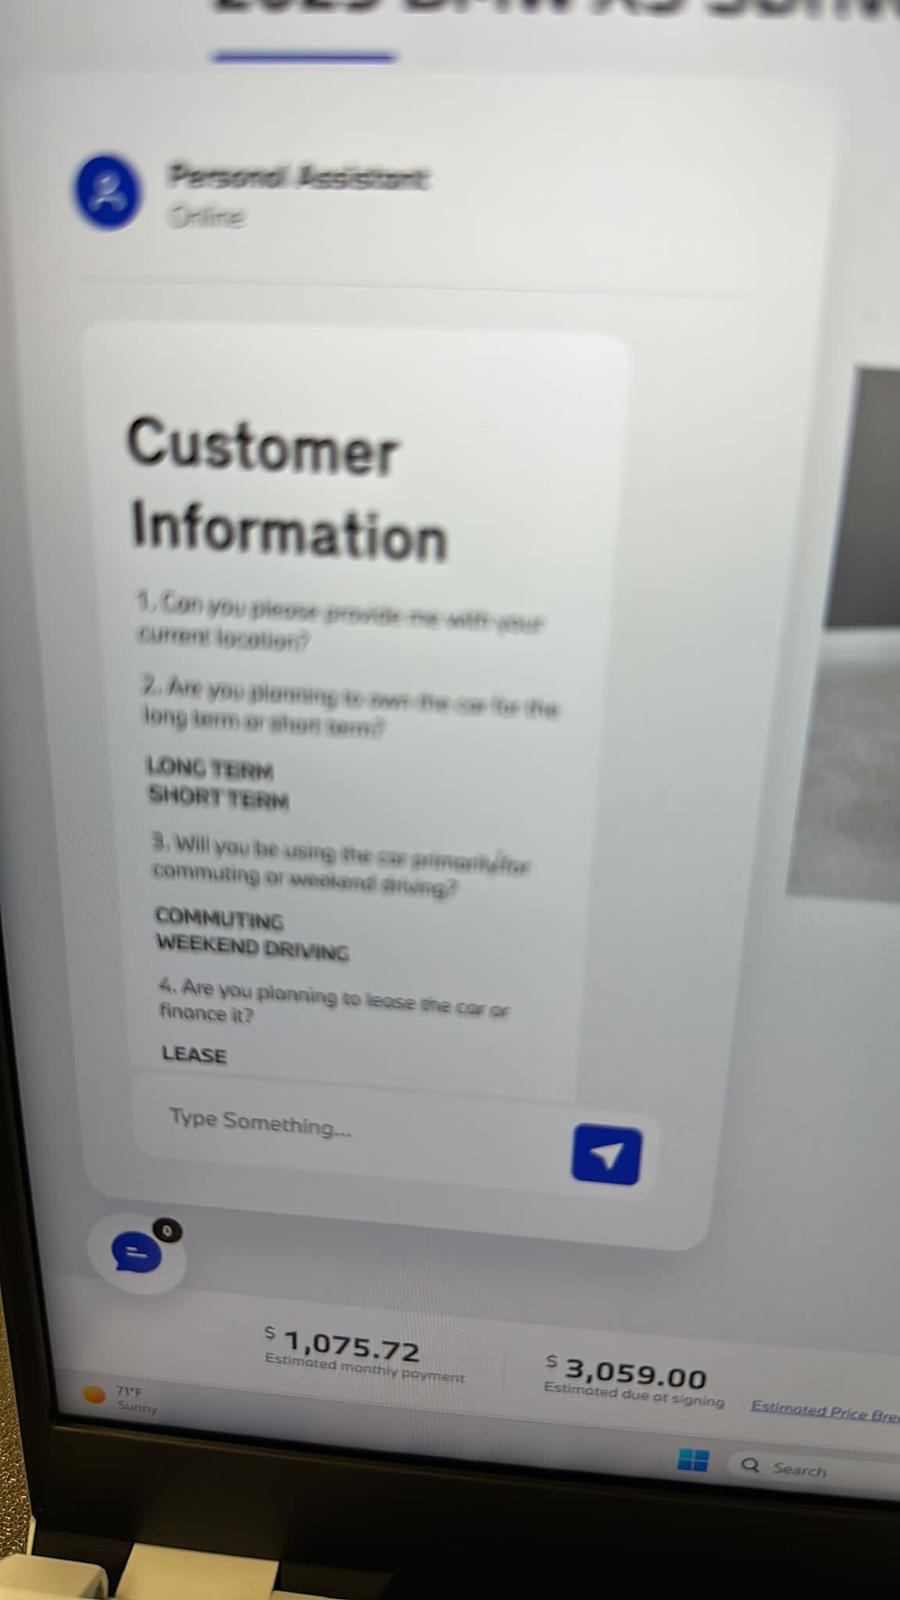 Personal Assistant
Online
Customer
Information
1. Can you please provide me with your
current location?
2. Are you planning to own the car for the
long term or short term?
LONG TERM
SHORT TERM
3. Will you be using the car primarily for
commuting or weekend driving?
COMMUTING
WEEKEND DRIVING
4. Are you planning to lease the car or
finance it?
LEASE
Type Something...
0
$ 1,075.72
Estimated monthly payment
$ 3,059.00
Estimated due at signing
Estimated Price
71°F
Sunny
Search